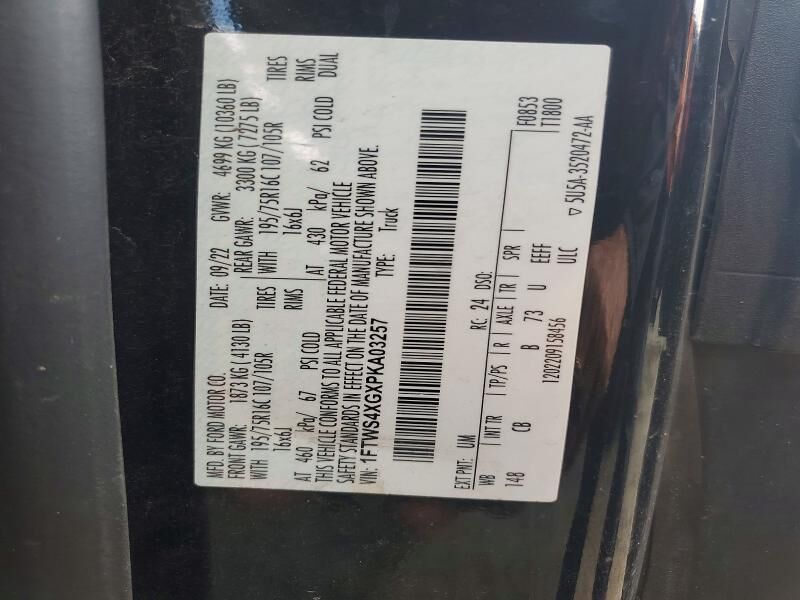 MFD. BY FORD MOTOR CO.
DATE: 09/22 GVWR: 4699 KG (10360 LB)
FRONT GAWR: 1873 KG (4130 LB) REAR GAWR: 3300 KG (7275 LB)
WITH 195/75R16C 107/105R TIRES WITH 195/75R16C 107/105R TIRES
16x6J RIMS 16x6J RIMS
AT 460 kPa/ 67 PSI COLD AT 430 kPa/ 62 PSI COLD DUAL
THIS VEHICLE CONFORMS TO ALL APPLICABLE FEDERAL MOTOR VEHICLE
SAFETY STANDARDS IN EFFECT ON THE DATE OF MANUFACTURE SHOWN ABOVE.
VIN: 1FTWS4XGXPKA03257 TYPE: Truck
EXT PNT: UM RC: 24 DSO: F0853
WB INT TR TP/PS R AXLE TR SPR T1800
148 CB B 73 U EEFF
1202209158456 ULC ▽ 5U5A-3520472-AA